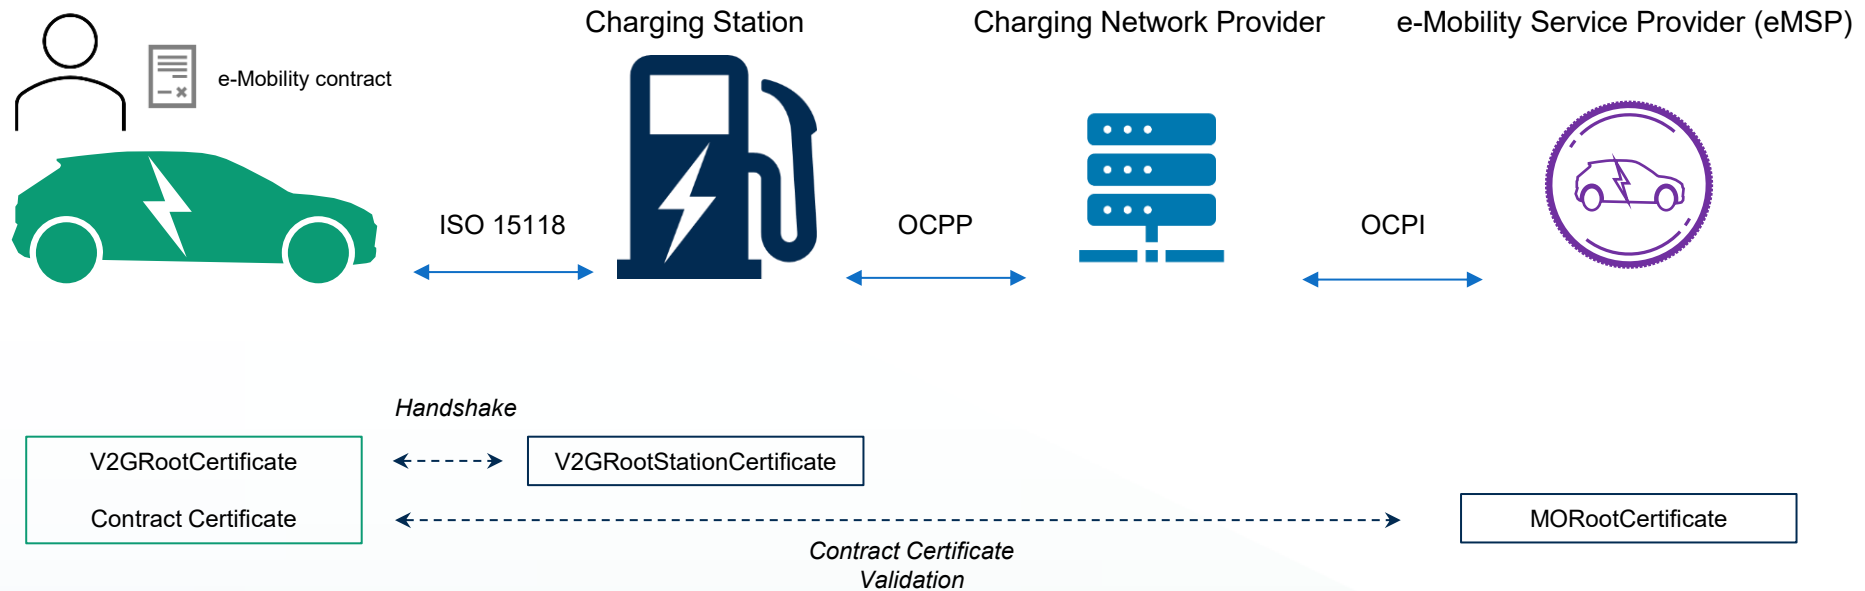 Charging Station
Charging Network Provider
e-Mobility Service Provider (eMSP)
e-Mobility contract
ISO 15118
OCPP
OCPI
Handshake
V2GRootCertificate
V2GRootStationCertificate
Contract Certificate
MORootCertificate
Contract Certificate
Validation